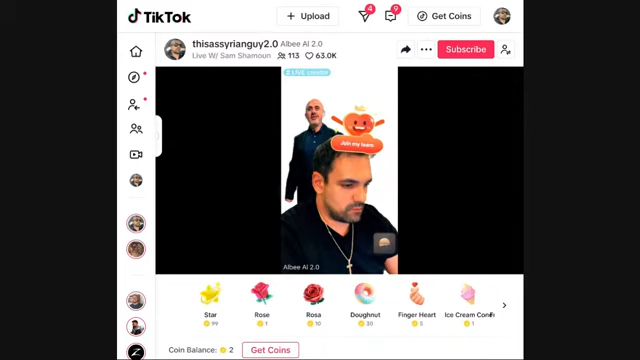 TikTok
+ Upload
4
9
Get Coins
thisassyrianguy2.0 Albee Al 2.0
Live W/ Sam Shamoun 113 63.0K
Subscribe
LIVE creator
Join my team
Albee Al 2.0
Star
99
Rose
1
Rosa
10
Doughnut
30
Finger Heart
5
Ice Cream Cone
1
Coin Balance: 2
Get Coins